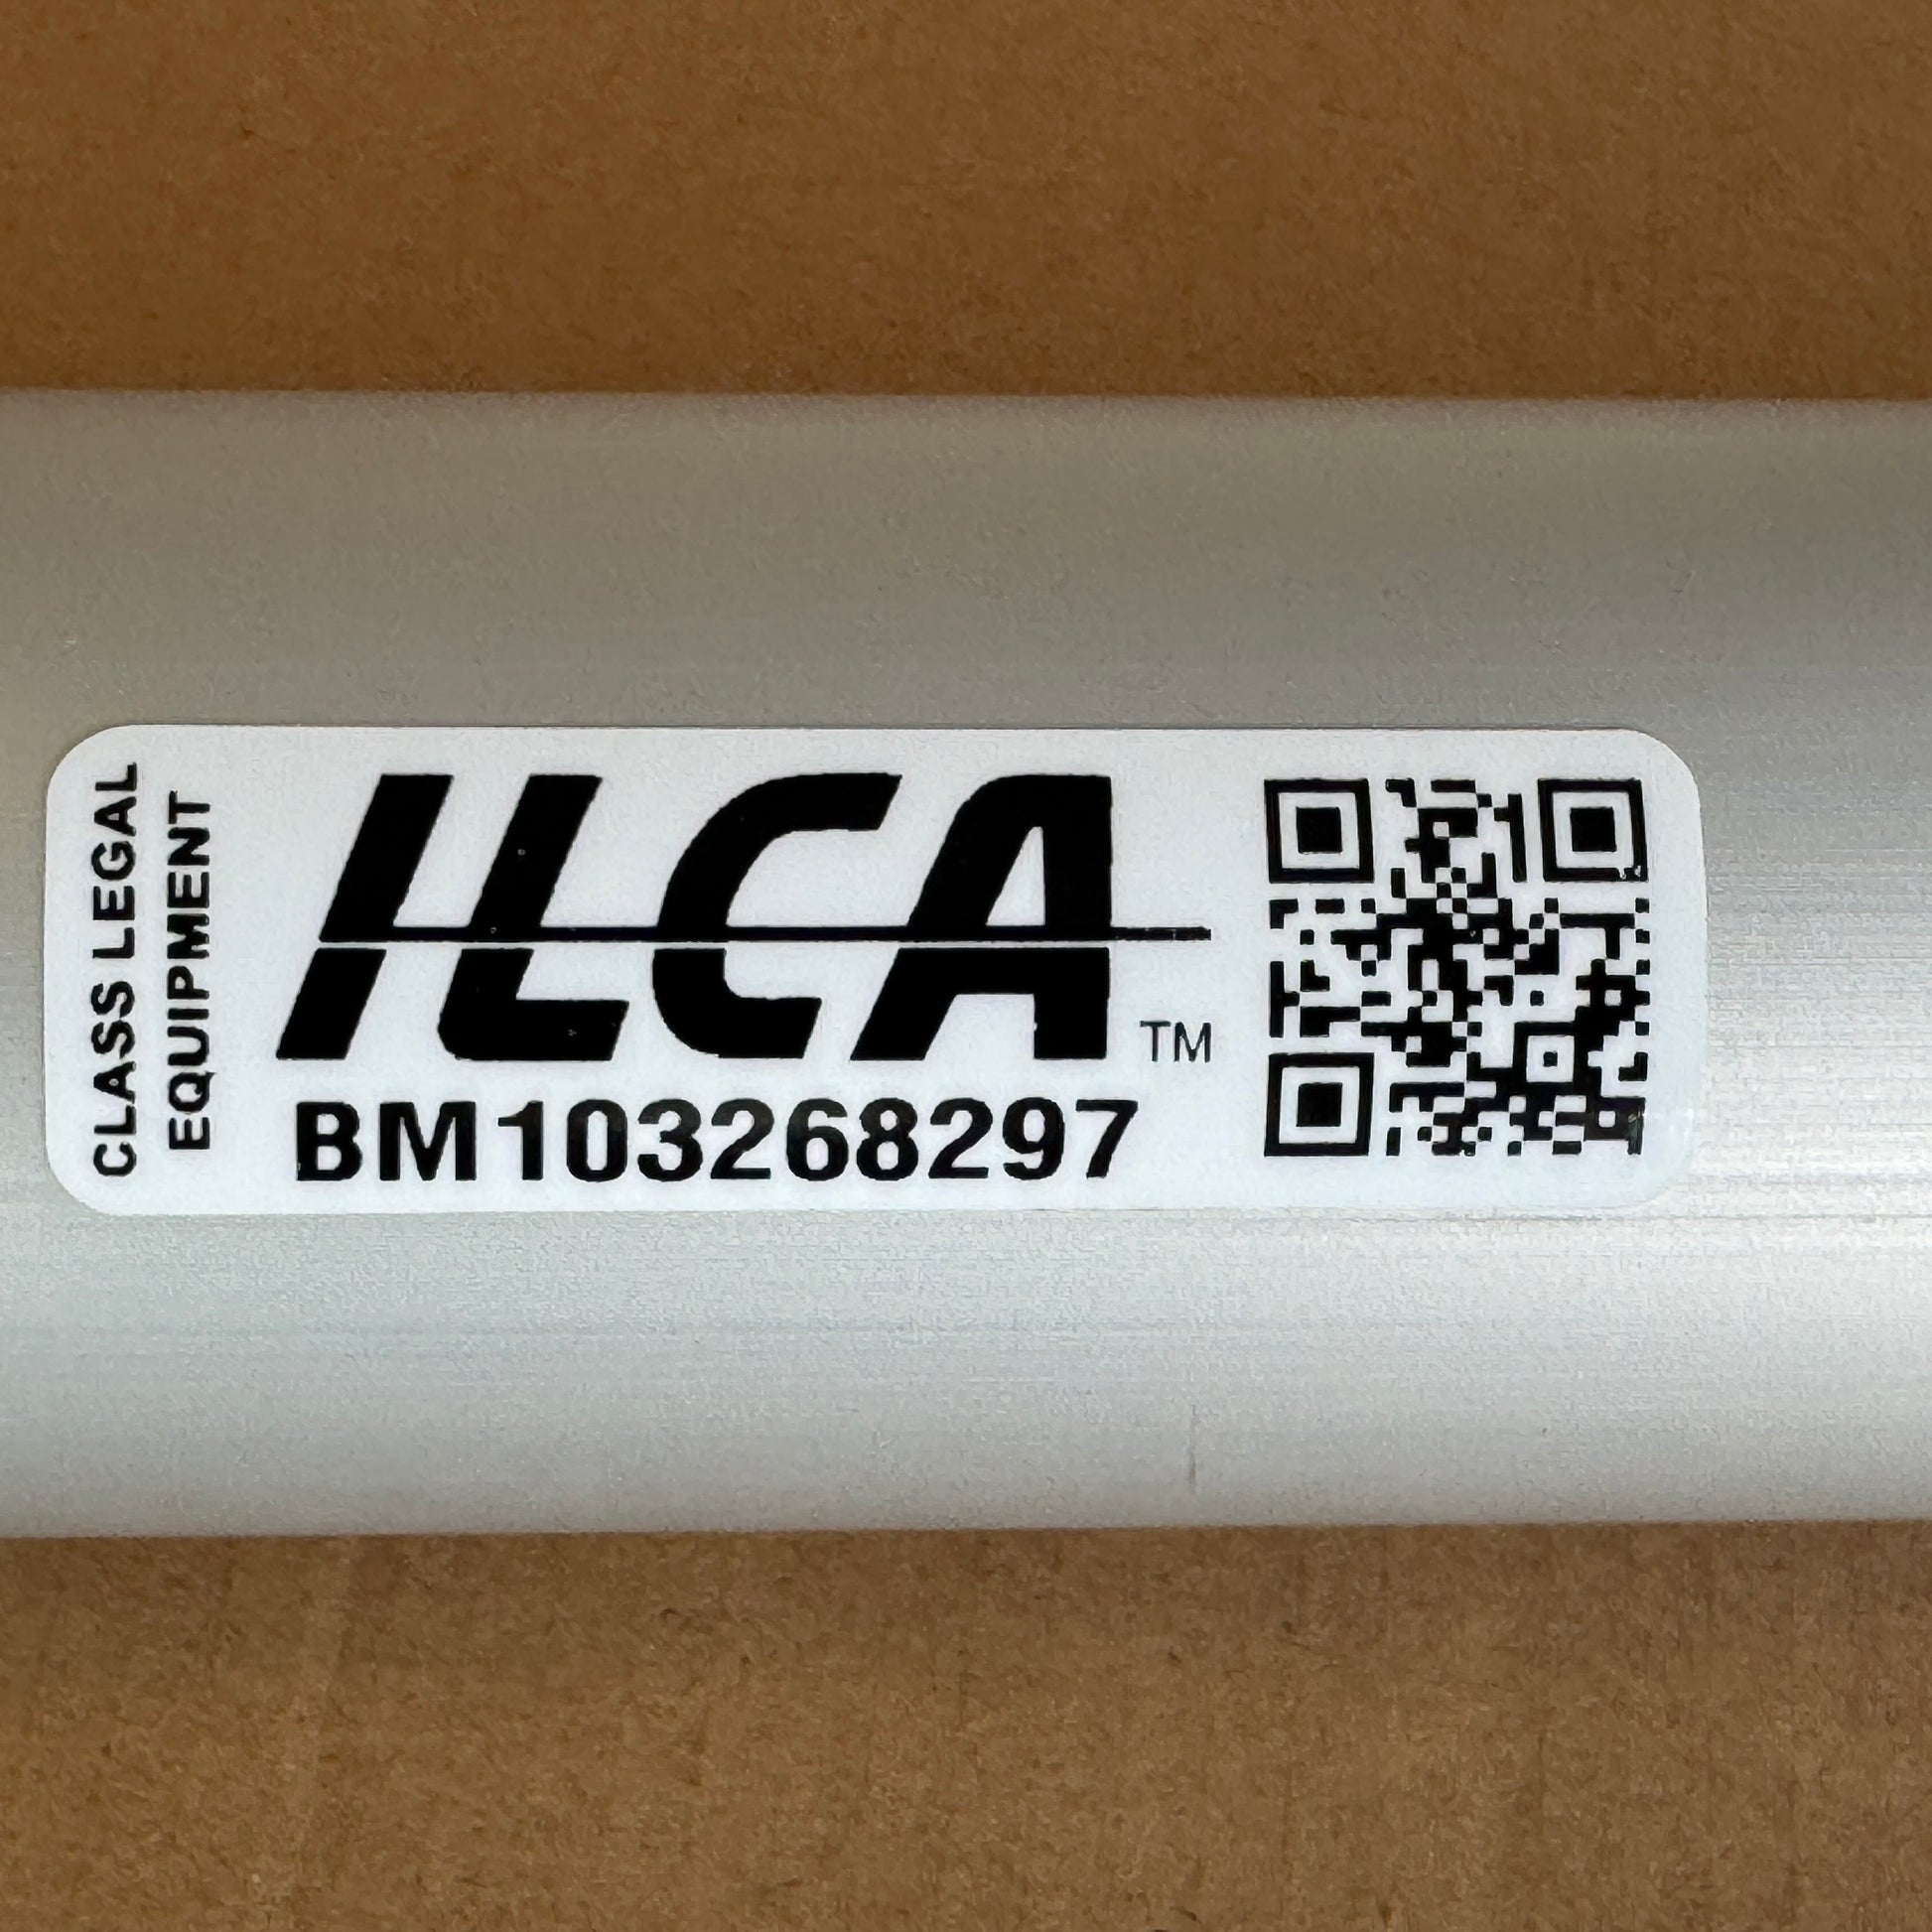 CLASS LEGAL
EQUIPMENT
ILCA TM
BM103268297